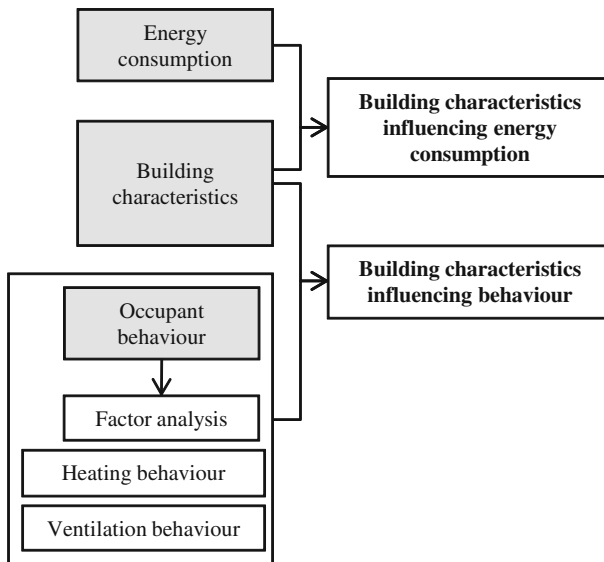 Energy
consumption
Building characteristics
influencing energy
consumption
Building
characteristics
Building characteristics
influencing behaviour
Occupant
behaviour
Factor analysis
Heating behaviour
Ventilation behaviour